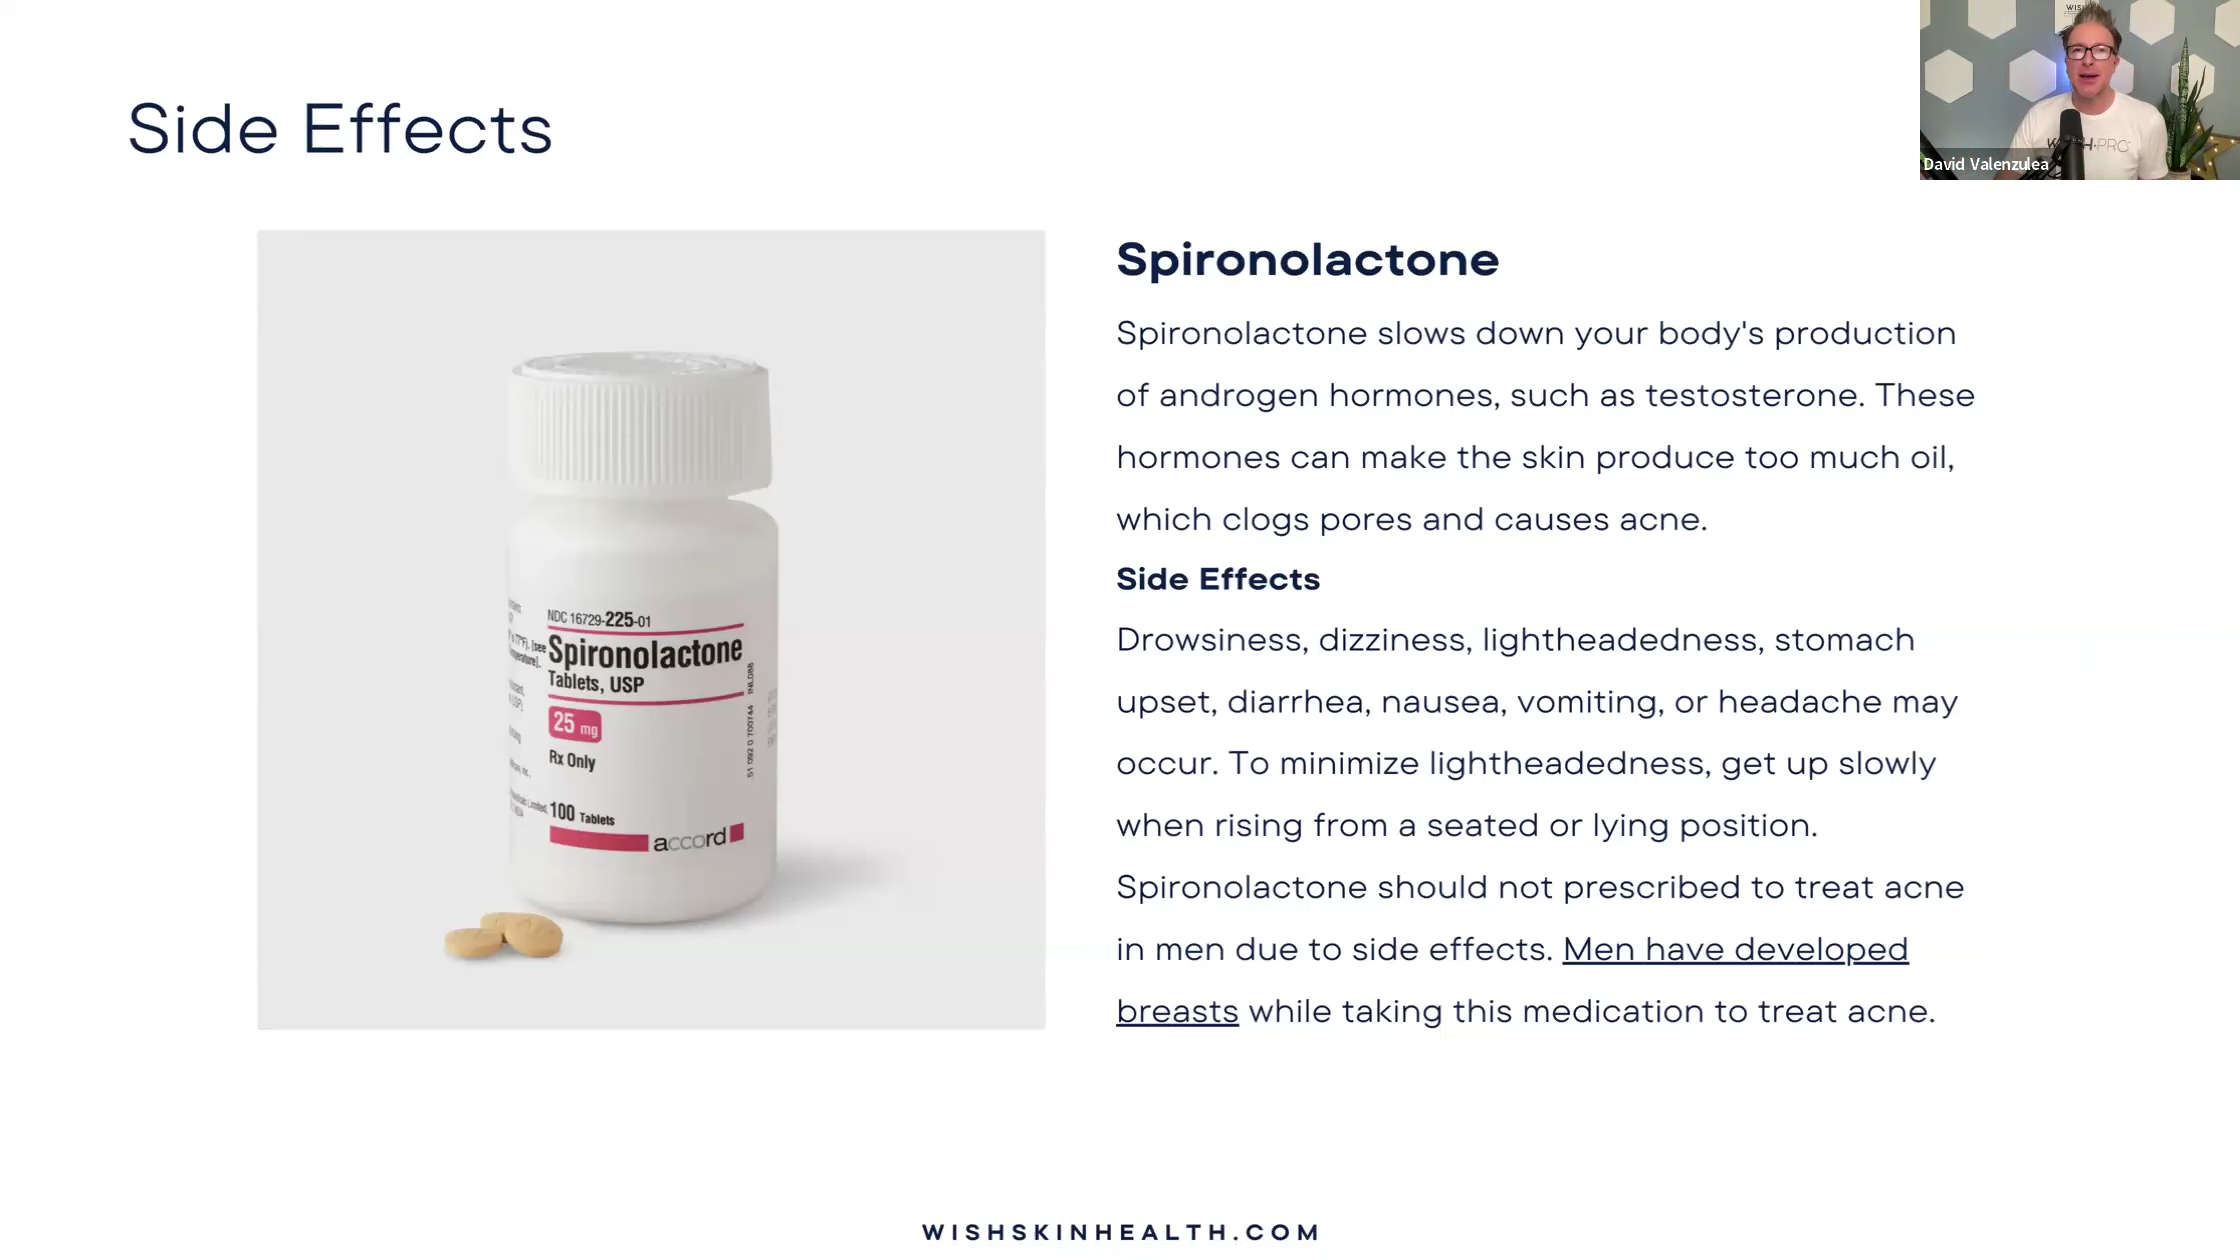 Side Effects
David Valenzulea
Spironolactone
Spironolactone slows down your body's production
of androgen hormones, such as testosterone. These
hormones can make the skin produce too much oil,
which clogs pores and causes acne.
Side Effects
Drowsiness, dizziness, lightheadedness, stomach
upset, diarrhea, nausea, vomiting, or headache may
occur. To minimize lightheadedness, get up slowly
when rising from a seated or lying position.
Spironolactone should not prescribed to treat acne
in men due to side effects. Men have developed
breasts while taking this medication to treat acne.
NDC 16729-225-01
Spironolactone
Tablets, USP
25 mg
Rx Only
100 Tablets
accord
WISHSKINHEALTH.COM